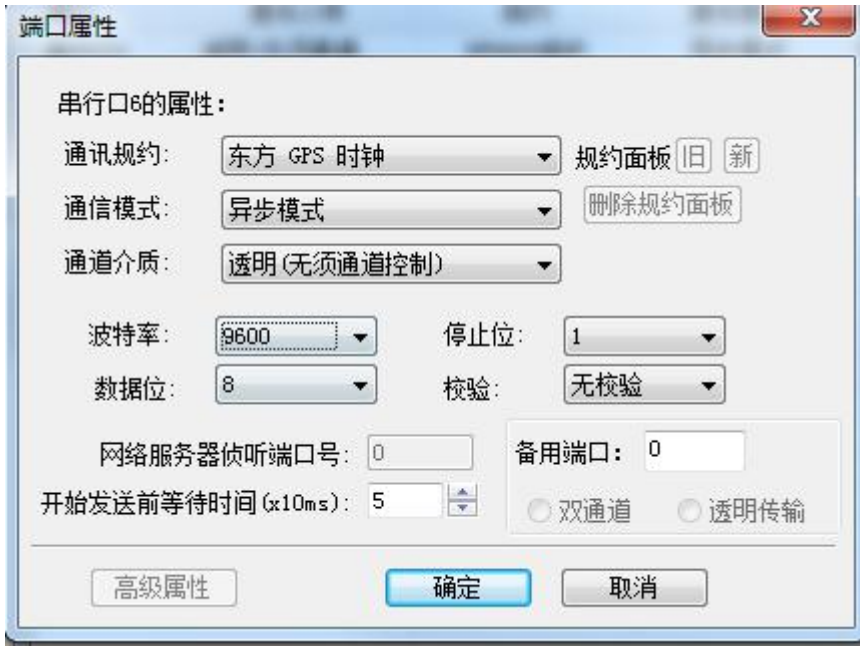 端口属性
串行口6的属性:
通讯规约: 东方 GPS 时钟 规约面板 旧 新
通信模式: 异步模式 删除规约面板
通道介质: 透明(无须通道控制)
波特率: 9600 停止位: 1
数据位: 8 校验: 无校验
网络服务器侦听端口号: 0 备用端口: 0
开始发送前等待时间(x10ms): 5 双通道 透明传输
高级属性 确定 取消